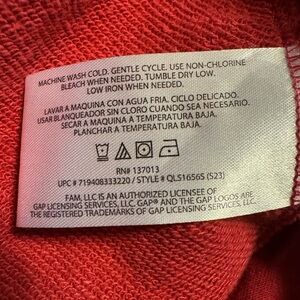 MACHINE WASH COLD. GENTLE CYCLE. USE NON-CHLORINE
BLEACH WHEN NEEDED. TUMBLE DRY LOW.
LOW IRON WHEN NEEDED.
LAVAR A MAQUINA CON AGUA FRIA. CICLO DELICADO.
USAR BLANQUEADOR SIN CLORO CUANDO SEA NECESARIO.
SECAR A MAQUINA A TEMPERATURA BAJA.
PLANCHAR A TEMPERATURA BAJA.
RN# 137013
UPC # 719408333220 / STYLE # QLS1656S (S23)
FAM, LLC IS AN AUTHORIZED LICENSEE OF
GAP LICENSING SERVICES, LLC. GAP® AND THE GAP LOGOS ARE
THE REGISTERED TRADEMARKS OF GAP LICENSING SERVICES, LLC.